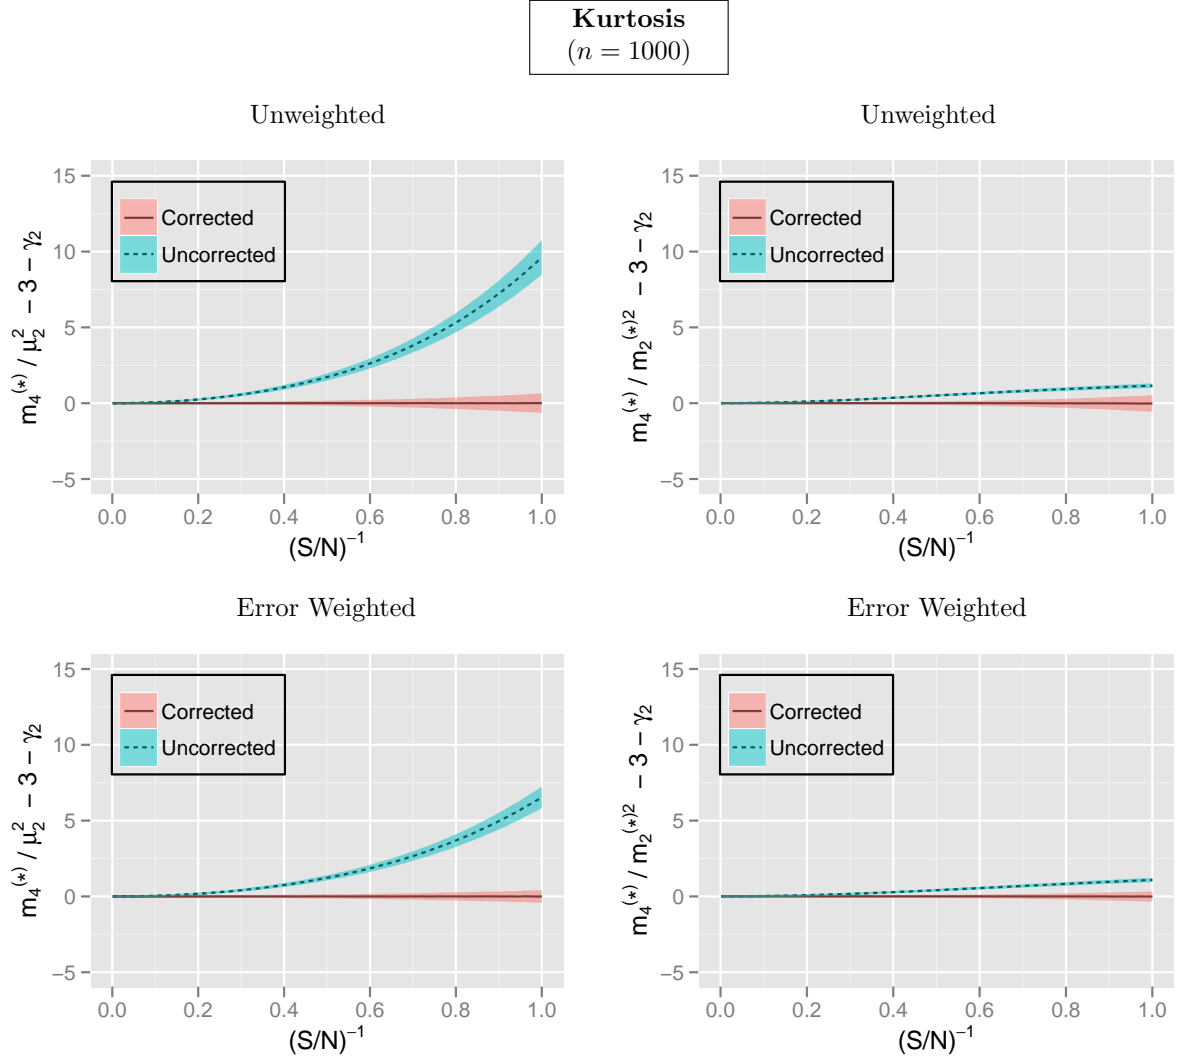 Kurtosis
(n = 1000)
Unweighted
15
10
5
0
−5
m₄⁽*⁾ / μ₂² − 3 − γ₂
Corrected
Uncorrected
0.0 0.2 0.4 0.6 0.8 1.0
(S/N)⁻¹
Unweighted
15
10
5
0
−5
m₄⁽*⁾ / m₂⁽*⁾² − 3 − γ₂
Corrected
Uncorrected
0.0 0.2 0.4 0.6 0.8 1.0
(S/N)⁻¹
Error Weighted
15
10
5
0
−5
m₄⁽*⁾ / μ₂² − 3 − γ₂
Corrected
Uncorrected
0.0 0.2 0.4 0.6 0.8 1.0
(S/N)⁻¹
Error Weighted
15
10
5
0
−5
m₄⁽*⁾ / m₂⁽*⁾² − 3 − γ₂
Corrected
Uncorrected
0.0 0.2 0.4 0.6 0.8 1.0
(S/N)⁻¹